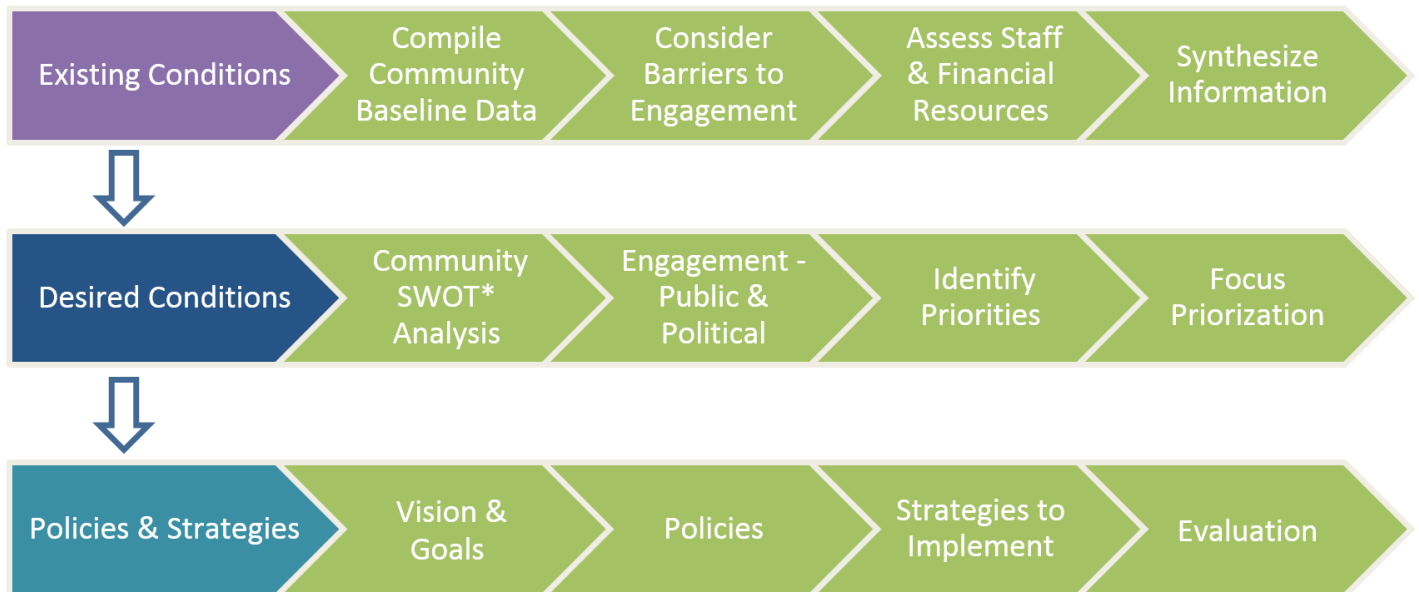 Existing Conditions
Compile
Community
Baseline Data
Consider
Barriers to
Engagement
Assess Staff
& Financial
Resources
Synthesize
Information
Desired Conditions
Community
SWOT*
Analysis
Engagement -
Public &
Political
Identify
Priorities
Focus
Priorization
Policies & Strategies
Vision &
Goals
Policies
Strategies to
Implement
Evaluation